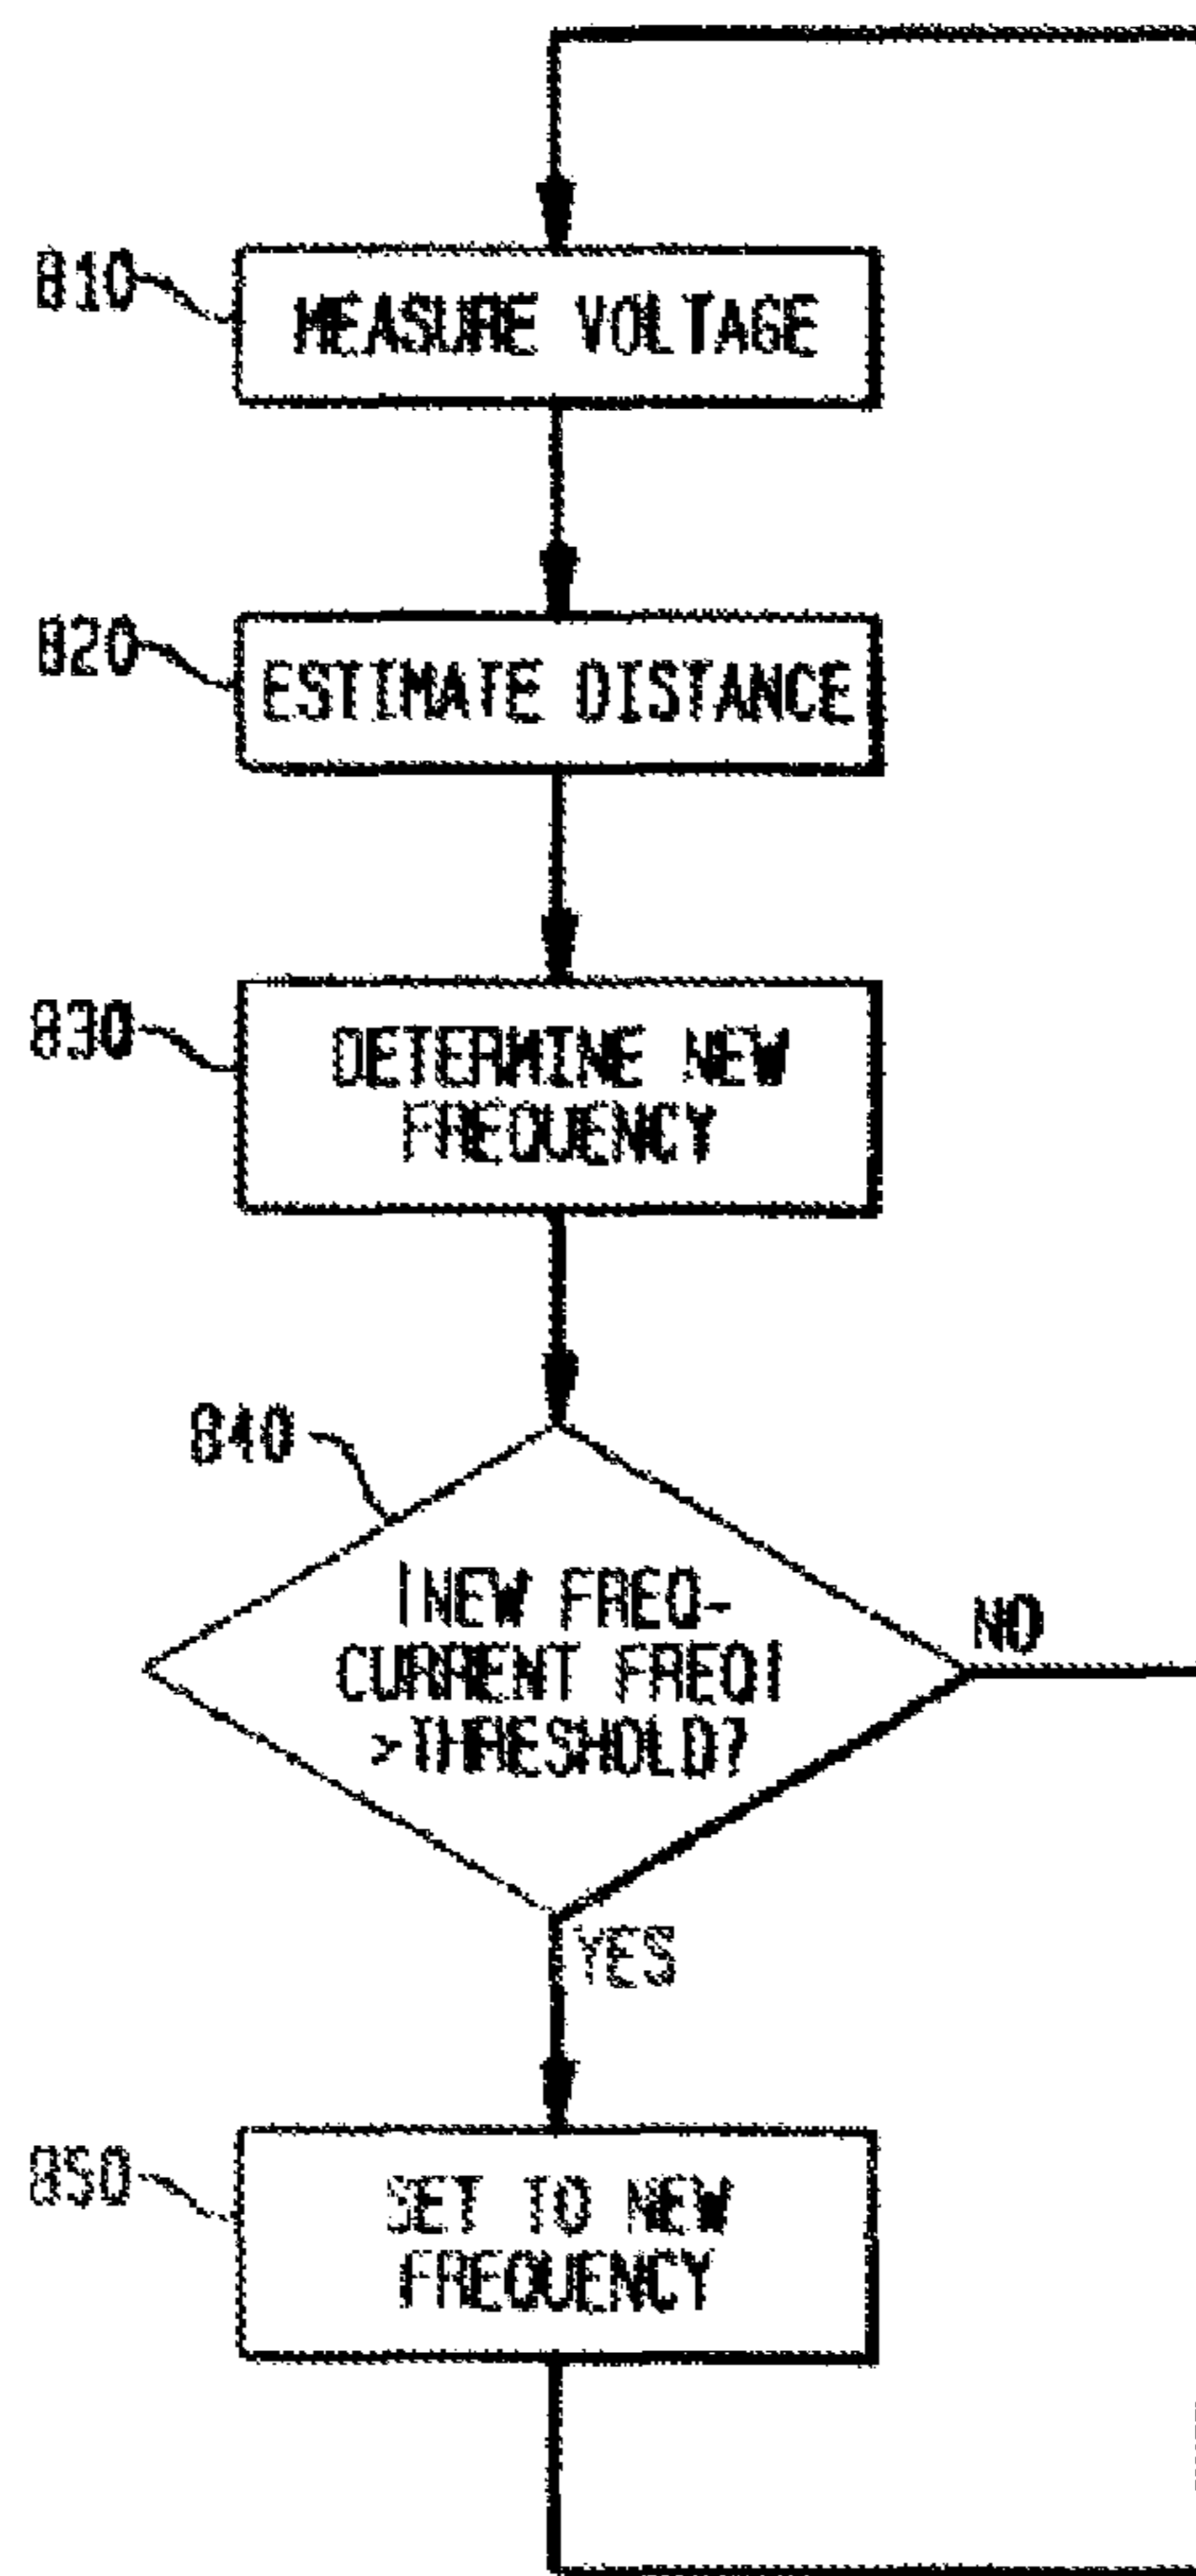 810
MEASURE VOLTAGE
820
ESTIMATE DISTANCE
830
DETERMINE NEW
FREQUENCY
840
|NEW FREQ-
CURRENT FREQ|
>THRESHOLD?
NO
YES
850
SET TO NEW
FREQUENCY